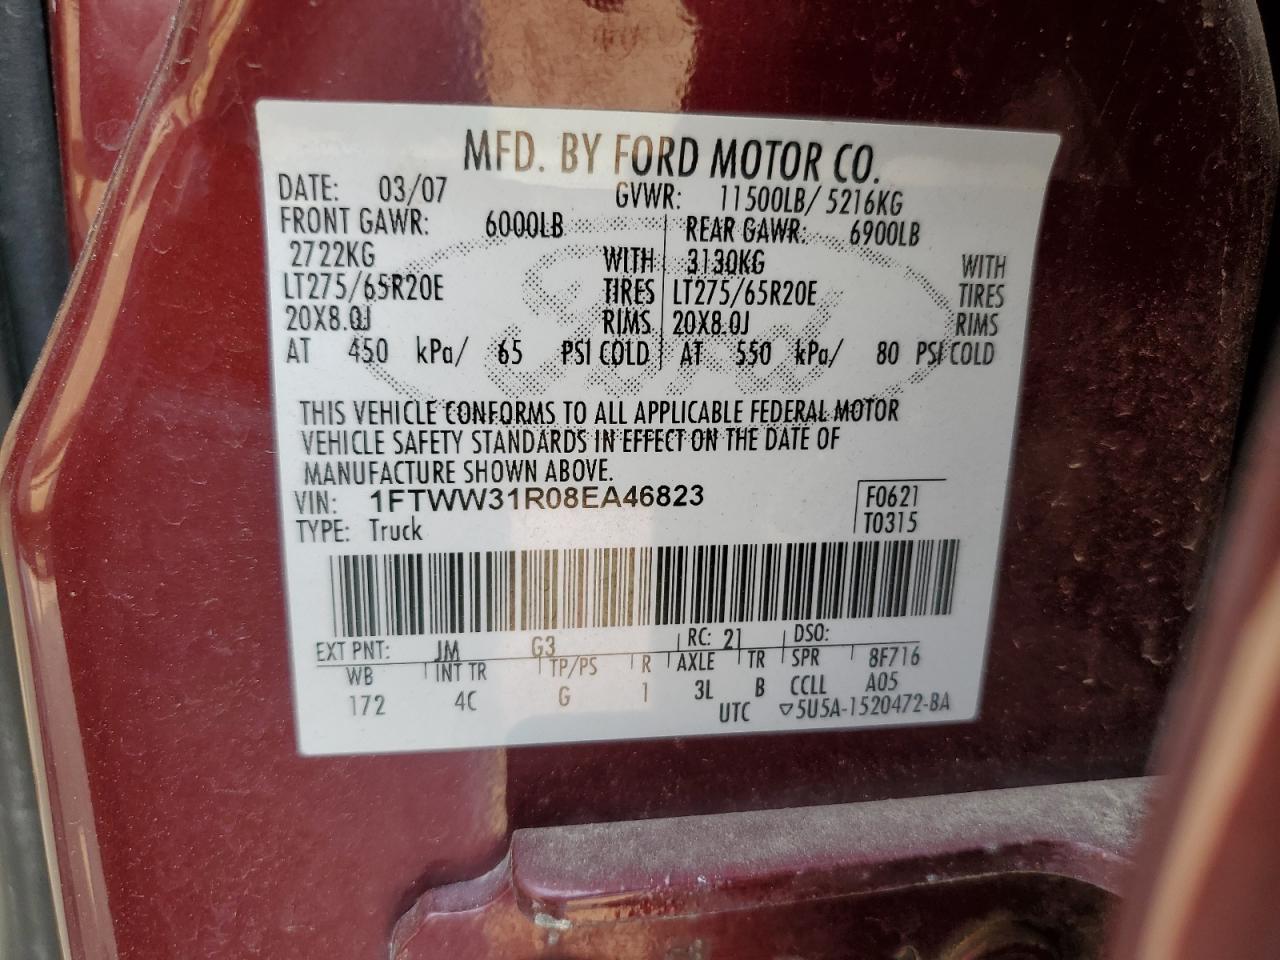 MFD. BY FORD MOTOR CO.
DATE: 03/07 GVWR: 11500LB/ 5216KG
FRONT GAWR: 6000LB REAR GAWR: 6900LB
2722KG WITH 3130KG WITH
LT275/65R20E TIRES LT275/65R20E TIRES
20X8.0J RIMS 20X8.0J RIMS
AT 450 kPa/ 65 PSI COLD AT 550 kPa/ 80 PSI COLD
THIS VEHICLE CONFORMS TO ALL APPLICABLE FEDERAL MOTOR
VEHICLE SAFETY STANDARDS IN EFFECT ON THE DATE OF
MANUFACTURE SHOWN ABOVE.
VIN: 1FTWW31R08EA46823 F0621
TYPE: Truck T0315
EXT PNT: JM G3 RC: 21 DSO:
WB INT TR TP/PS R AXLE TR SPR 8F716
172 4C G 1 3L B CCLL A05
UTC ▽5U5A-1520472-BA